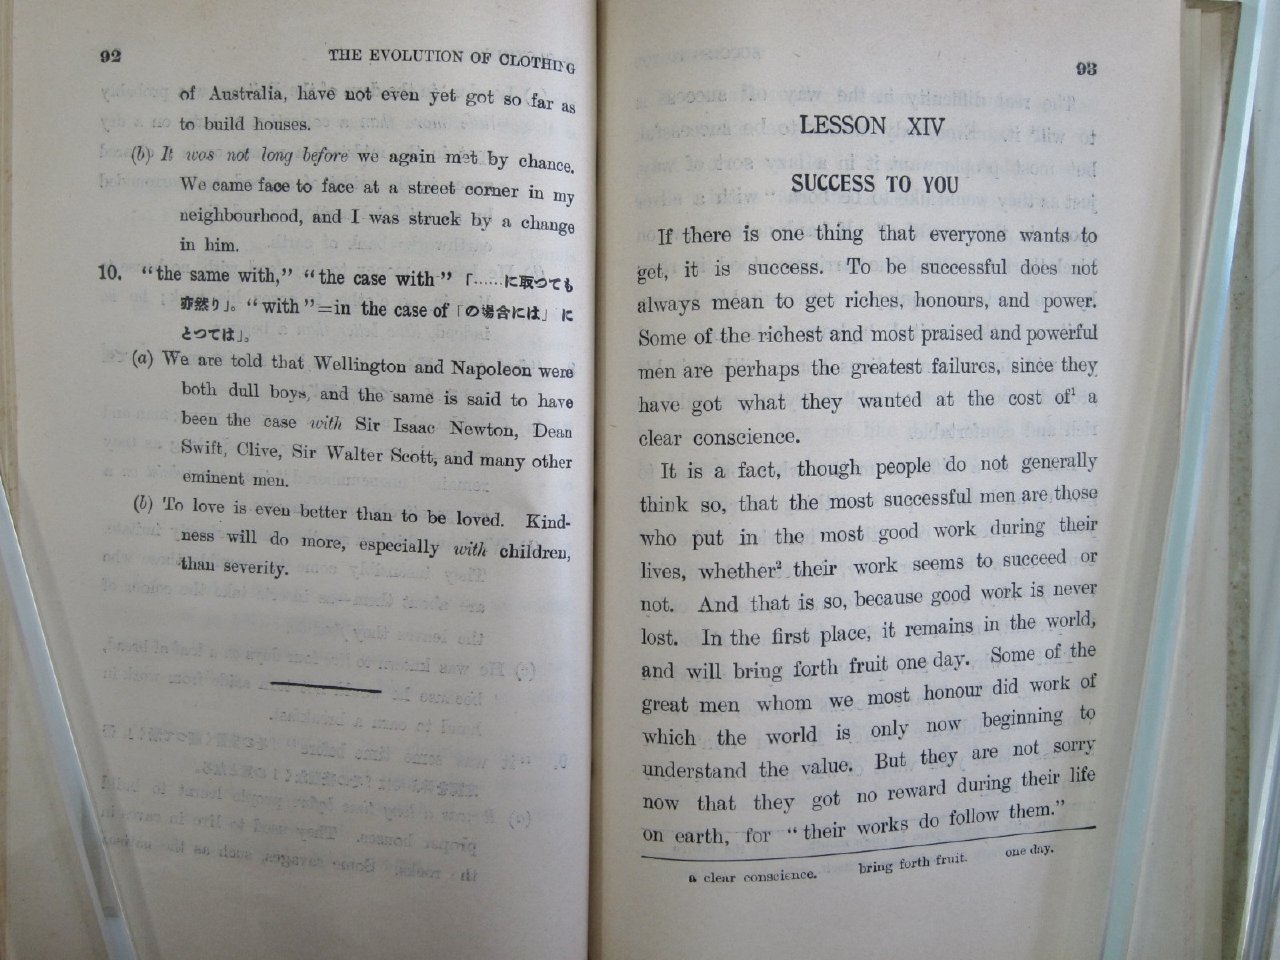 92 THE EVOLUTION OF CLOTHING
of Australia, have not even yet got so far as
to build houses.
(b) It was not long before we again met by chance.
We came face to face at a street corner in my
neighbourhood, and I was struck by a change
in him.
10. "the same with," "the case with" 「......に取つても
亦然り」。"with"=in the case of「の場合には」に
とつては」。
(a) We are told that Wellington and Napoleon were
both dull boys, and the same is said to have
been the case with Sir Isaac Newton, Dean
Swift, Clive, Sir Walter Scott, and many other
eminent men.
(b) To love is even better than to be loved. Kind-
ness will do more, especially with children,
than severity.
93
LESSON XIV
SUCCESS TO YOU
If there is one thing that everyone wants to
get, it is success. To be successful does not
always mean to get riches, honours, and power.
Some of the richest and most praised and powerful
men are perhaps the greatest failures, since they
have got what they wanted at the cost of¹ a
clear conscience.
It is a fact, though people do not generally
think so, that the most successful men are those
who put in the most good work during their
lives, whether² their work seems to succeed or
not. And that is so, because good work is never
lost. In the first place, it remains in the world,
and will bring forth fruit one day. Some of the
great men whom we most honour did work of
which the world is only now beginning to
understand the value. But they are not sorry
now that they got no reward during their life
on earth, for "their works do follow them."
a clear conscience. bring forth fruit. one day.